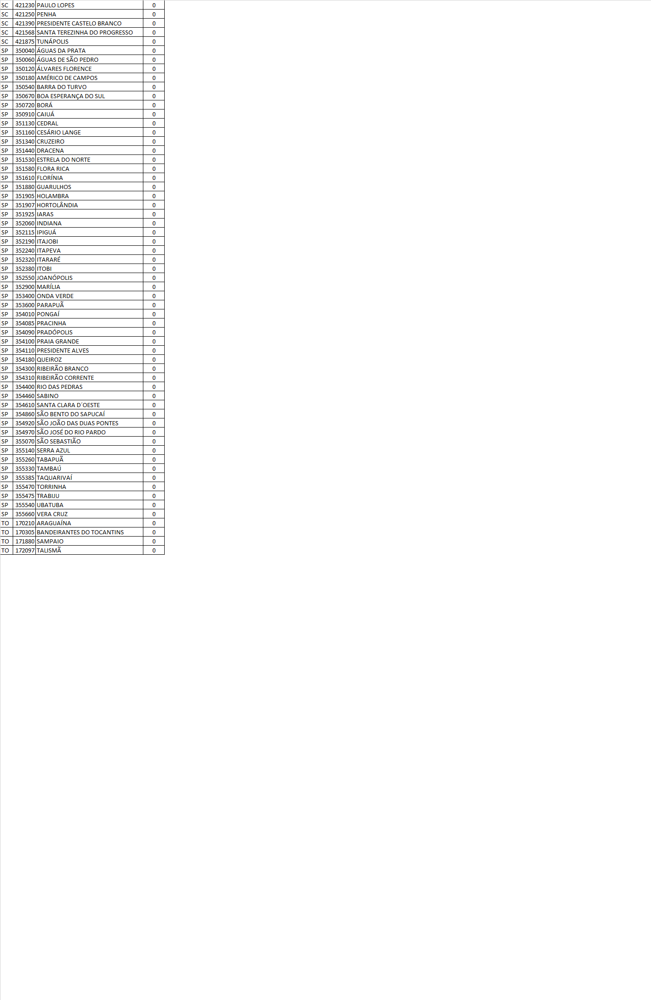 SC 421230 PAULO LOPES 0
SC 421250 PENHA 0
SC 421390 PRESIDENTE CASTELO BRANCO 0
SC 421568 SANTA TEREZINHA DO PROGRESSO 0
SC 421875 TUNÁPOLIS 0
SP 350040 ÁGUAS DA PRATA 0
SP 350060 ÁGUAS DE SÃO PEDRO 0
SP 350120 ÁLVARES FLORENCE 0
SP 350180 AMÉRICO DE CAMPOS 0
SP 350540 BARRA DO TURVO 0
SP 350670 BOA ESPERANÇA DO SUL 0
SP 350720 BORÁ 0
SP 350910 CAIUÁ 0
SP 351130 CEDRAL 0
SP 351160 CESÁRIO LANGE 0
SP 351340 CRUZEIRO 0
SP 351440 DRACENA 0
SP 351530 ESTRELA DO NORTE 0
SP 351580 FLORA RICA 0
SP 351610 FLORÍNIA 0
SP 351880 GUARULHOS 0
SP 351905 HOLAMBRA 0
SP 351907 HORTOLÂNDIA 0
SP 351925 IARAS 0
SP 352060 INDIANA 0
SP 352115 IPIGUÁ 0
SP 352190 ITAJOBI 0
SP 352240 ITAPEVA 0
SP 352320 ITARARÉ 0
SP 352380 ITOBI 0
SP 352550 JOANÓPOLIS 0
SP 352900 MARÍLIA 0
SP 353400 ONDA VERDE 0
SP 353600 PARAPUÃ 0
SP 354010 PONGAÍ 0
SP 354085 PRACINHA 0
SP 354090 PRADÓPOLIS 0
SP 354100 PRAIA GRANDE 0
SP 354110 PRESIDENTE ALVES 0
SP 354180 QUEIROZ 0
SP 354300 RIBEIRÃO BRANCO 0
SP 354310 RIBEIRÃO CORRENTE 0
SP 354400 RIO DAS PEDRAS 0
SP 354460 SABINO 0
SP 354610 SANTA CLARA D´OESTE 0
SP 354860 SÃO BENTO DO SAPUCAÍ 0
SP 354920 SÃO JOÃO DAS DUAS PONTES 0
SP 354970 SÃO JOSÉ DO RIO PARDO 0
SP 355070 SÃO SEBASTIÃO 0
SP 355140 SERRA AZUL 0
SP 355260 TABAPUÃ 0
SP 355330 TAMBAÚ 0
SP 355385 TAQUARIVAÍ 0
SP 355470 TORRINHA 0
SP 355475 TRABIJU 0
SP 355540 UBATUBA 0
SP 355660 VERA CRUZ 0
TO 170210 ARAGUAÍNA 0
TO 170305 BANDEIRANTES DO TOCANTINS 0
TO 171880 SAMPAIO 0
TO 172097 TALISMÃ 0